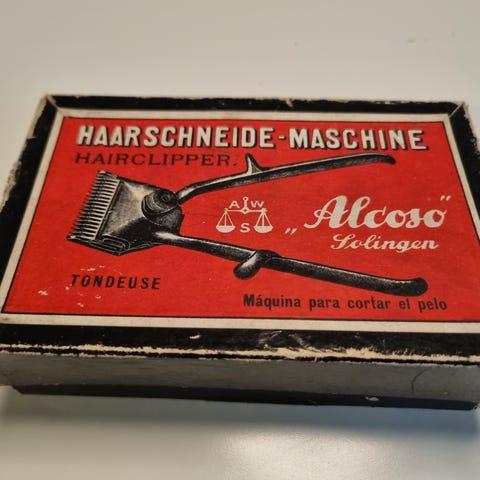 HAARSCHNEIDE-MASCHINE
HAIRCLIPPER.
A W
S
„Alcoso"
Solingen
TONDEUSE
Máquina para cortar el pelo